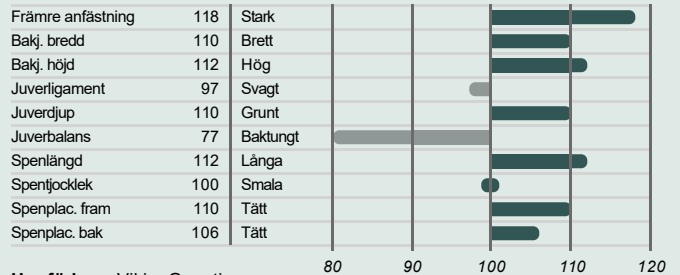 Främre anfästning 118 Stark
Bakj. bredd 110 Brett
Bakj. höjd 112 Hög
Juverligament 97 Svagt
Juverdjup 110 Grunt
Juverbalans 77 Baktungt
Spenlängd 112 Långa
Spentjocklek 100 Smala
Spenplac. fram 110 Tätt
Spenplac. bak 106 Tätt
80 90 100 110 120